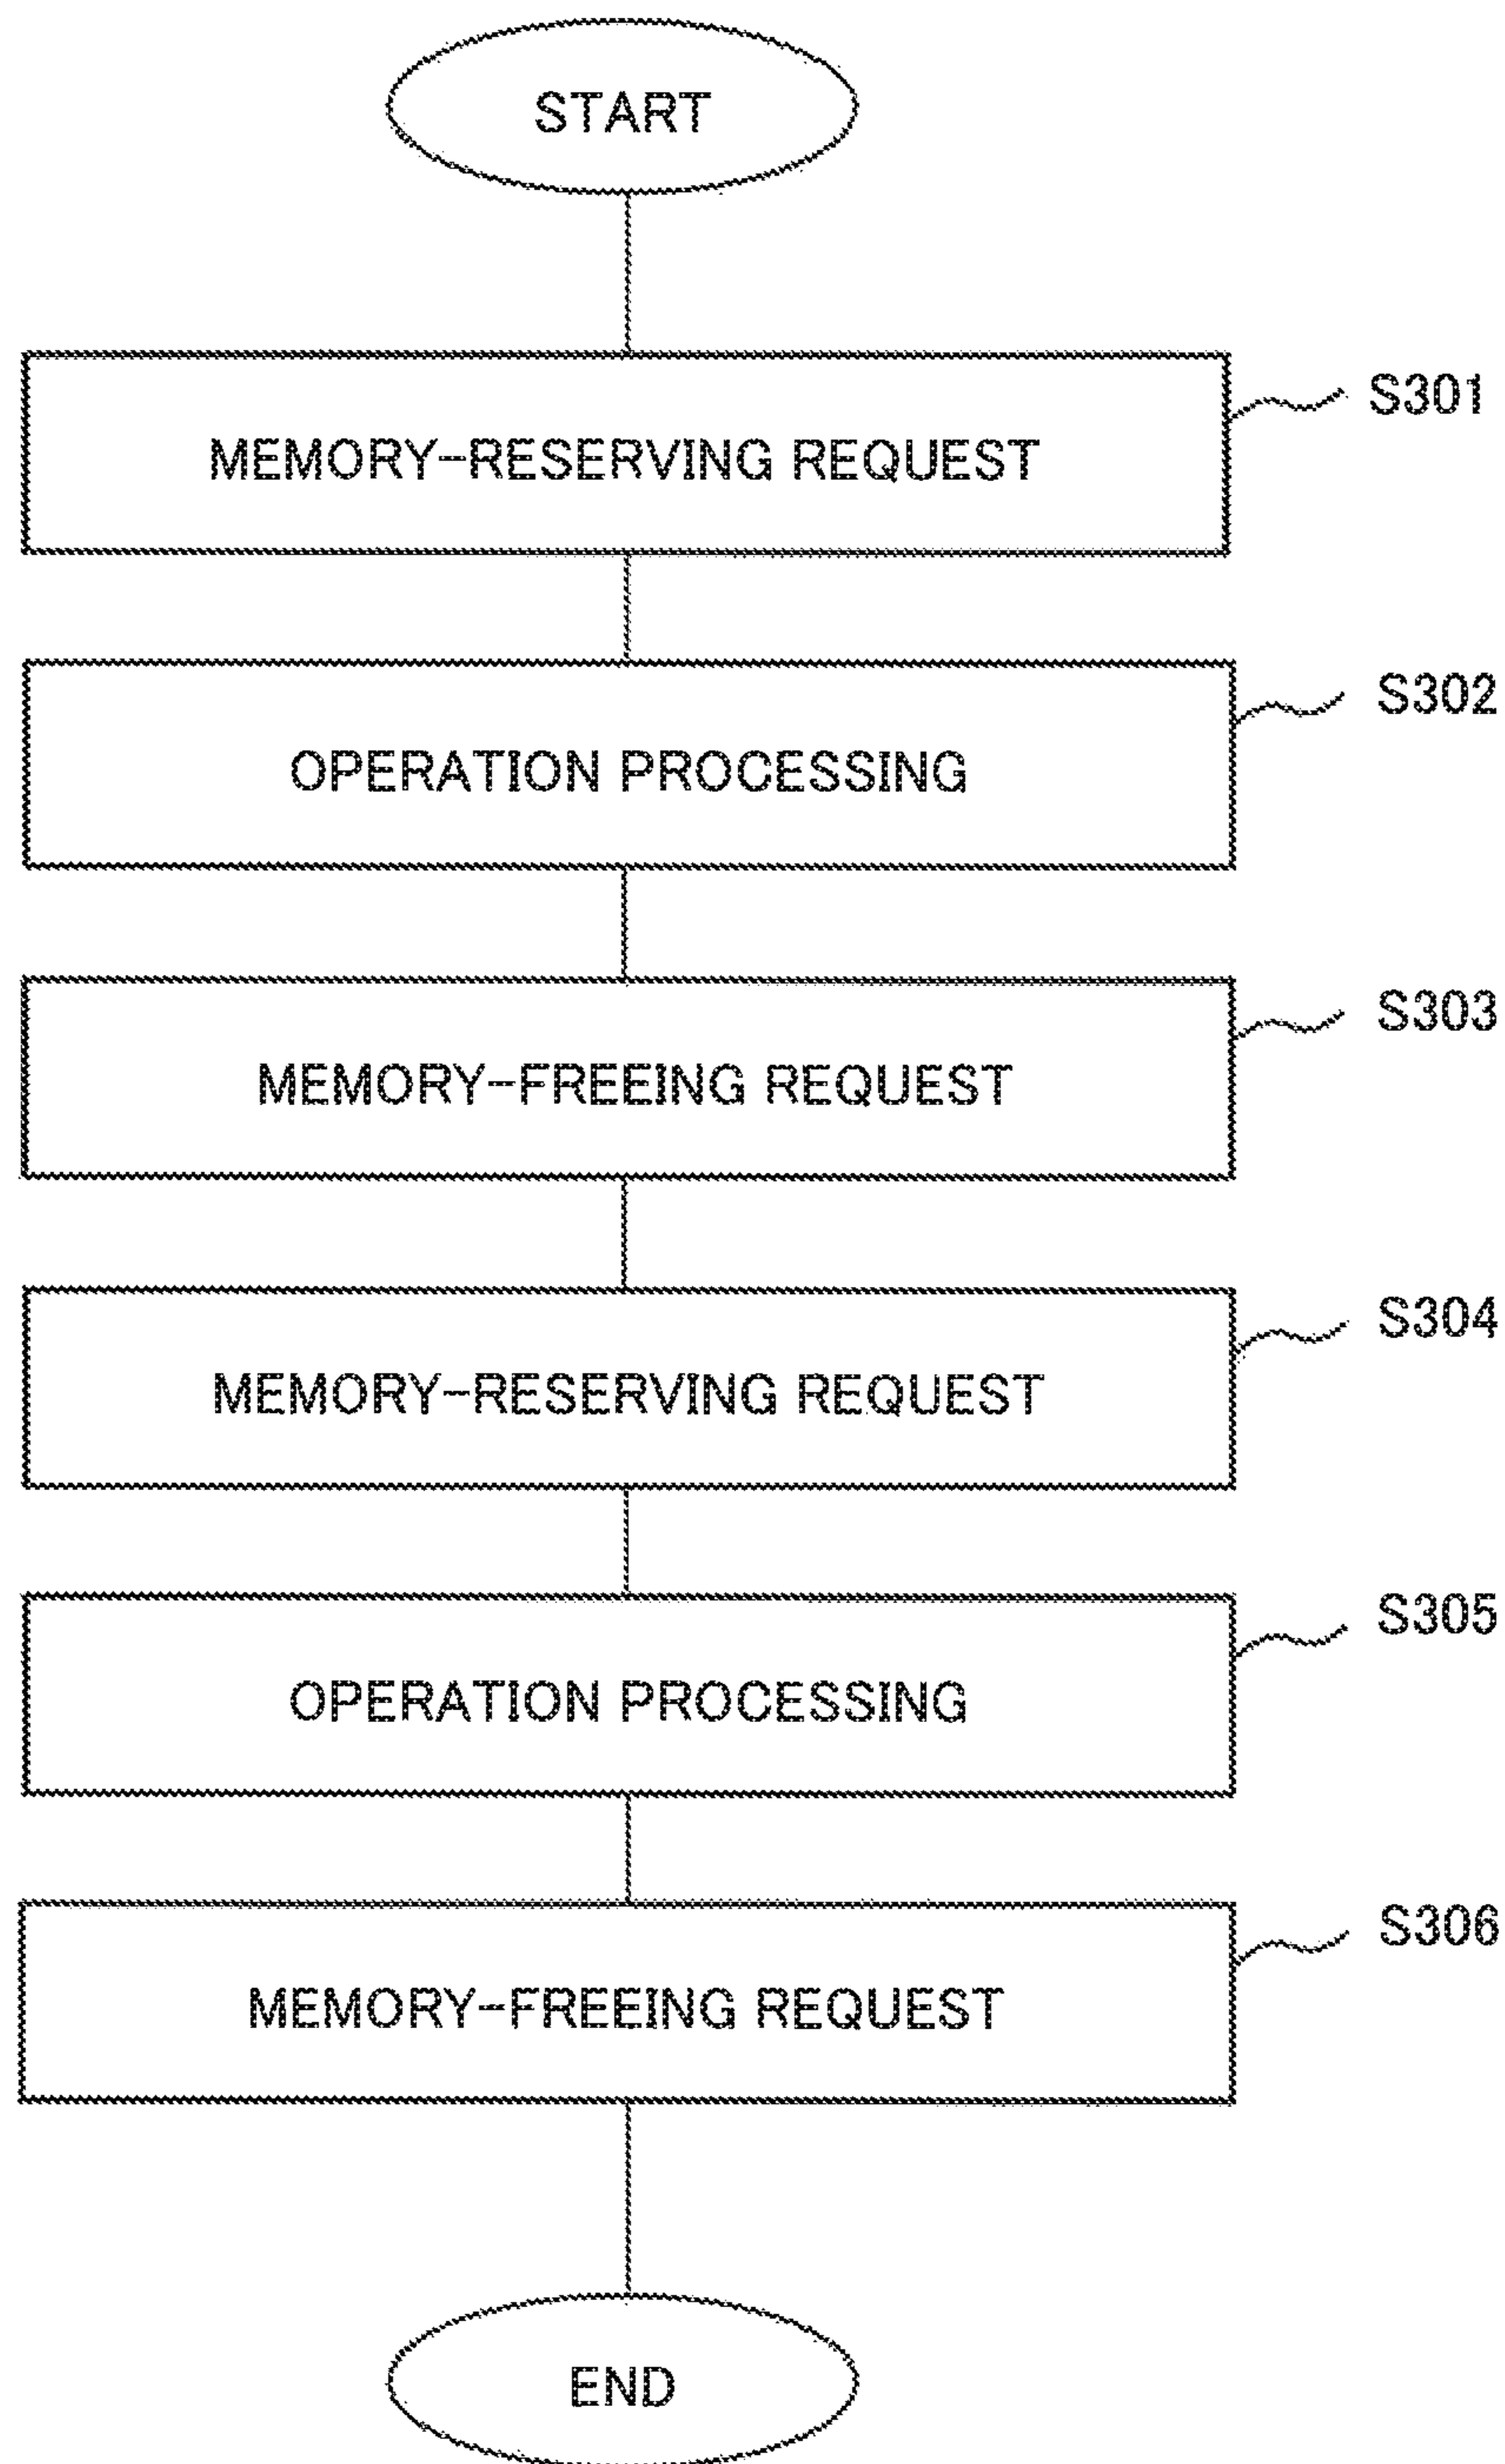 START
MEMORY-RESERVING REQUEST
S301
OPERATION PROCESSING
S302
MEMORY-FREEING REQUEST
S303
MEMORY-RESERVING REQUEST
S304
OPERATION PROCESSING
S305
MEMORY-FREEING REQUEST
S306
END